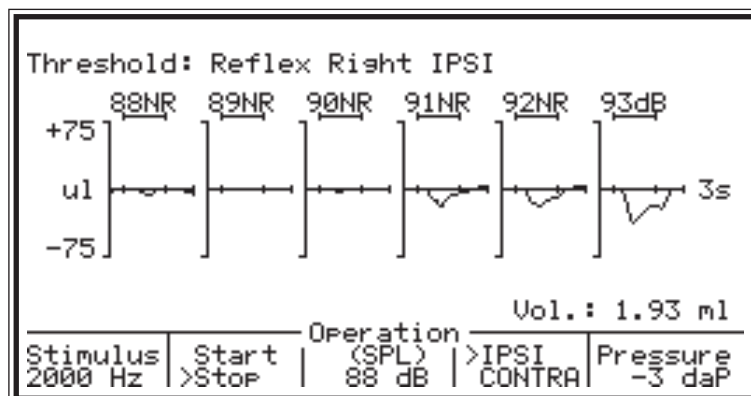 Threshold: Reflex Right IPSI
88NR 89NR 90NR 91NR 92NR 93dB
+75
ul 3s
-75
Vol.: 1.93 ml
Operation
Stimulus Start (SPL) >IPSI Pressure
2000 Hz >Stop 88 dB CONTRA -3 daP